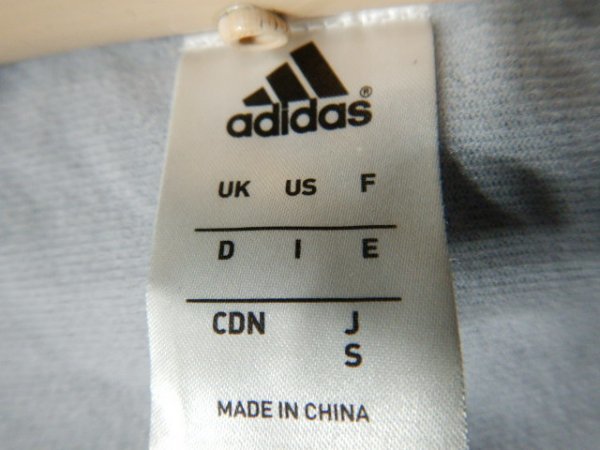 adidas®
UK US F
D I E
CDN J
S
MADE IN CHINA